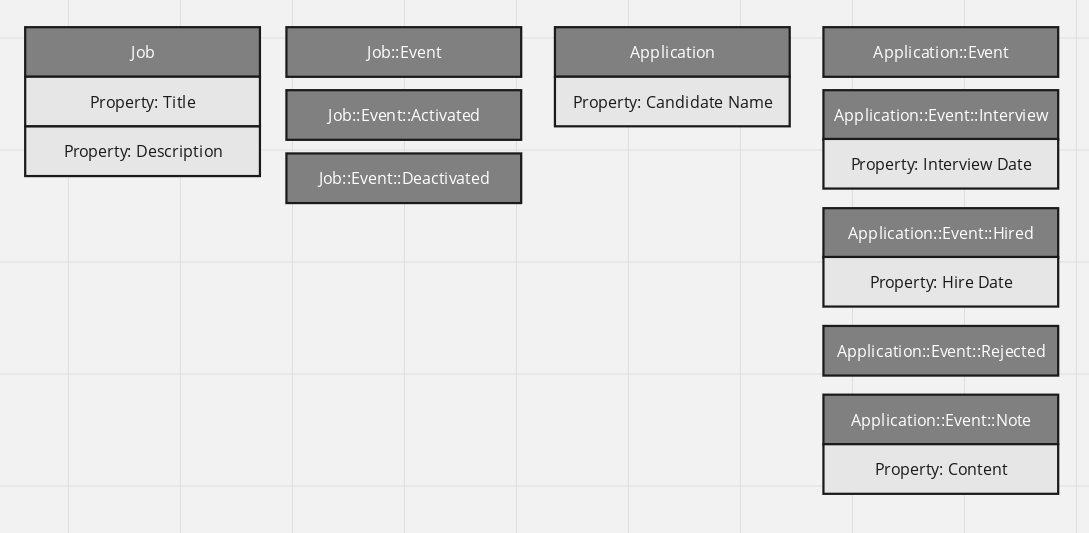 Job
Property: Title
Property: Description
Job::Event
Job::Event::Activated
Job::Event::Deactivated
Application
Property: Candidate Name
Application::Event
Application::Event::Interview
Property: Interview Date
Application::Event::Hired
Property: Hire Date
Application::Event::Rejected
Application::Event::Note
Property: Content